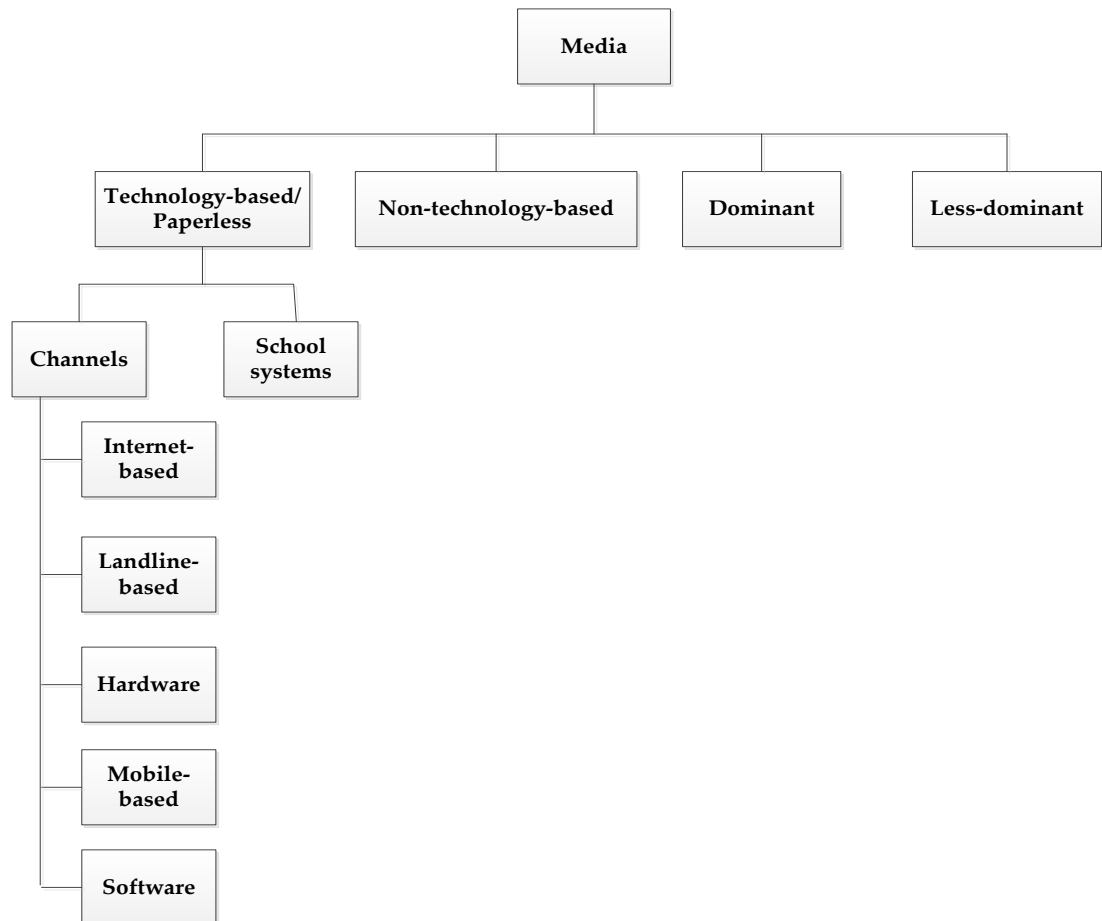 Media
Technology-based/
Paperless
Non-technology-based
Dominant
Less-dominant
Channels
School
systems
Internet-
based
Landline-
based
Hardware
Mobile-
based
Software